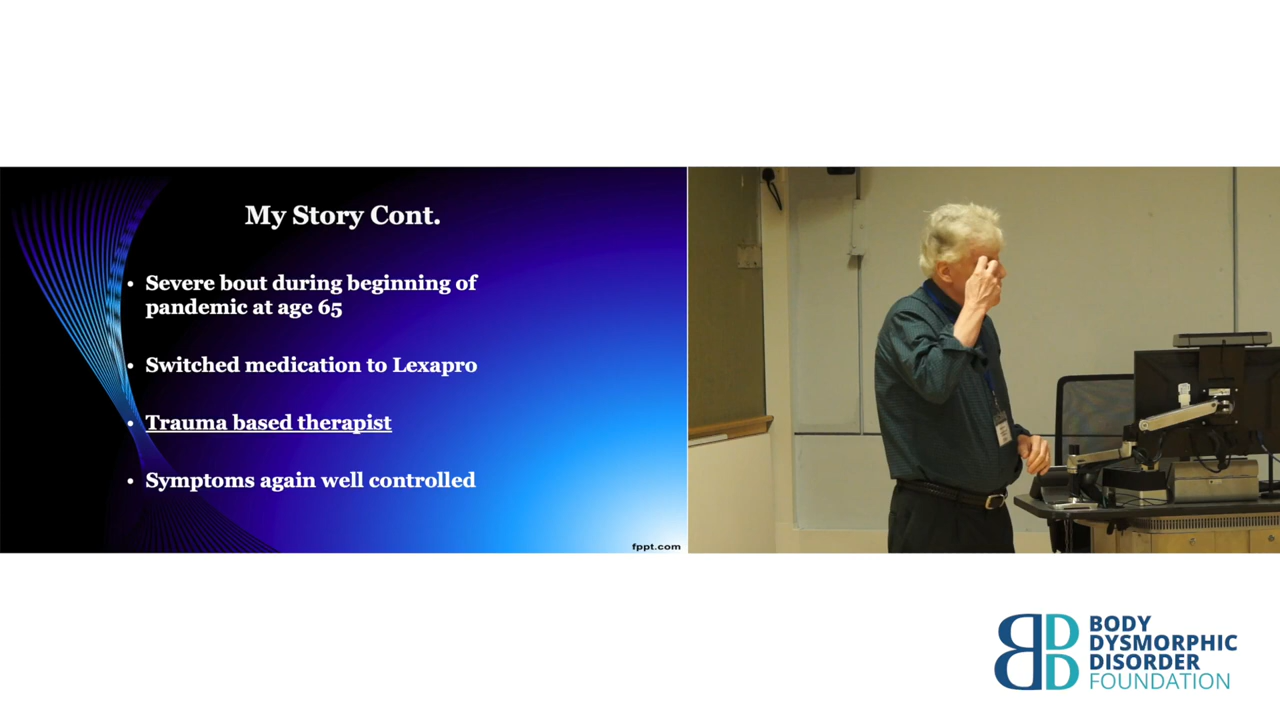 My Story Cont.
• Severe bout during beginning of
pandemic at age 65
• Switched medication to Lexapro
• Trauma based therapist
• Symptoms again well controlled
fppt.com
BODY
DYSMORPHIC
DISORDER
FOUNDATION